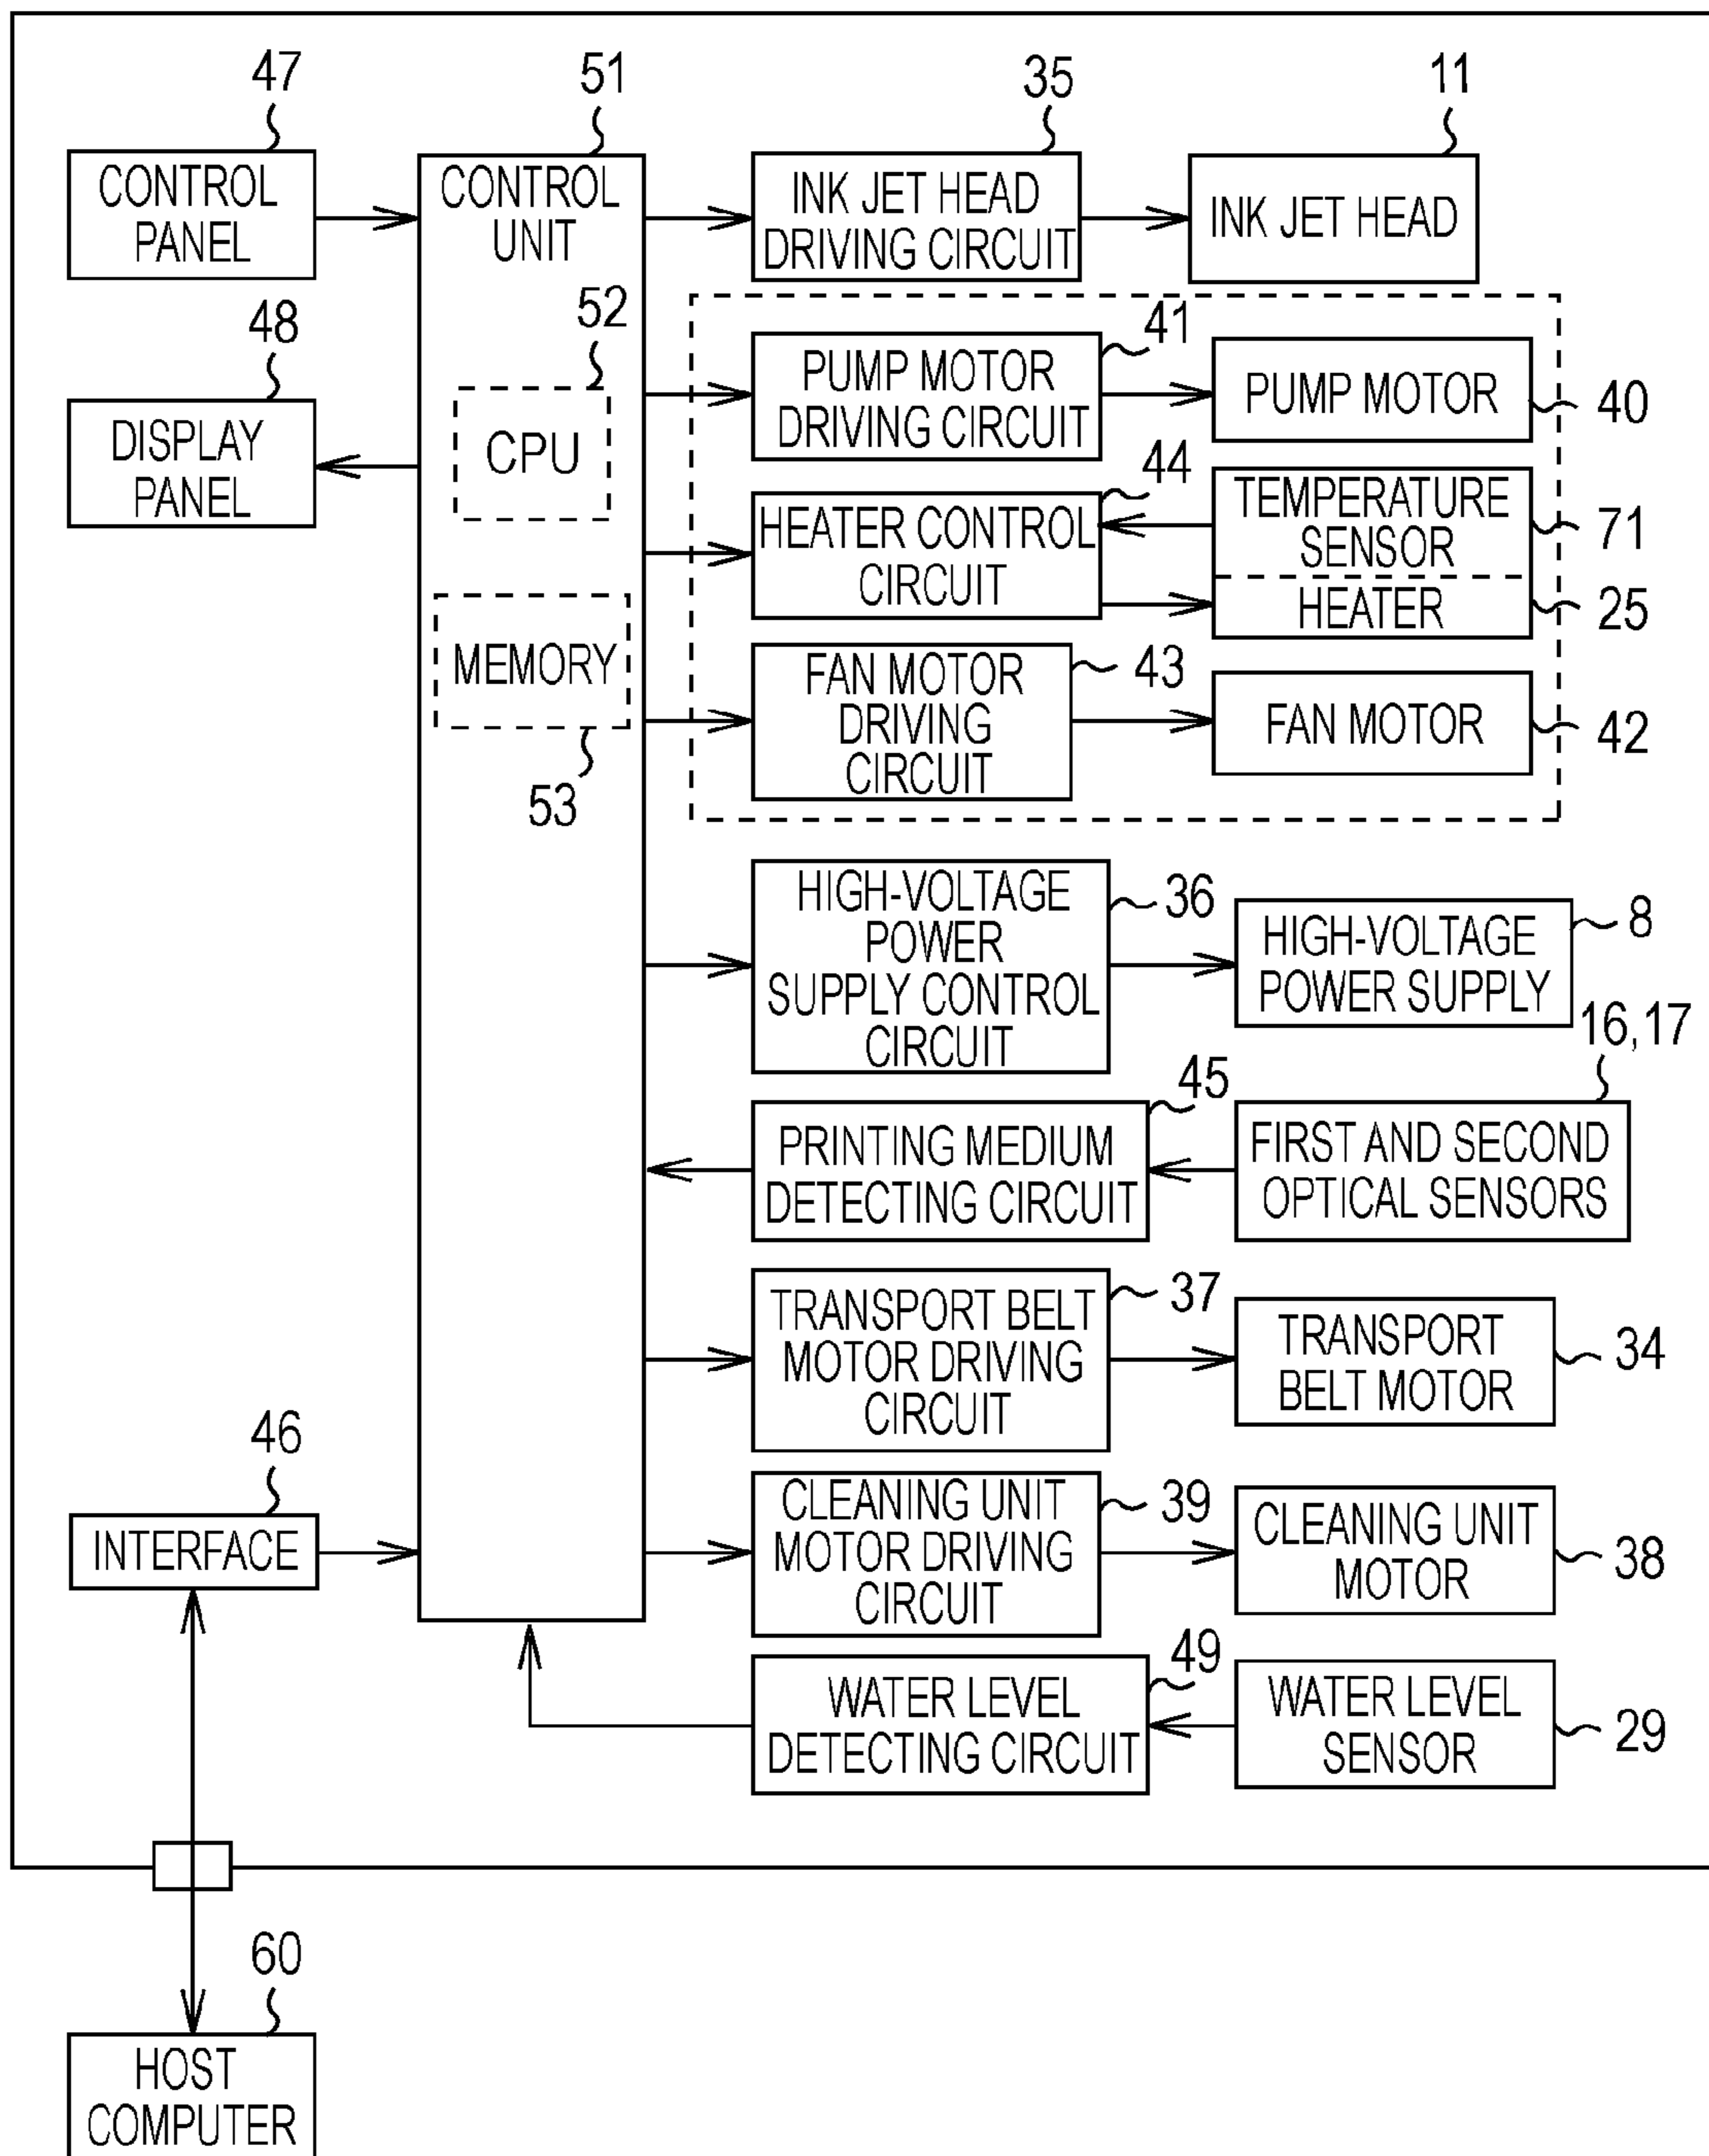 47
51
35
11
CONTROL
PANEL
CONTROL
UNIT
INK JET HEAD
DRIVING CIRCUIT
INK JET HEAD
48
52
41
DISPLAY
PANEL
CPU
PUMP MOTOR
DRIVING CIRCUIT
PUMP MOTOR
40
44
HEATER CONTROL
CIRCUIT
TEMPERATURE
SENSOR
71
HEATER
25
MEMORY
53
FAN MOTOR
DRIVING
CIRCUIT
43
FAN MOTOR
42
HIGH-VOLTAGE
POWER
SUPPLY CONTROL
CIRCUIT
36
HIGH-VOLTAGE
POWER SUPPLY
8
16,17
45
PRINTING MEDIUM
DETECTING CIRCUIT
FIRST AND SECOND
OPTICAL SENSORS
TRANSPORT BELT
MOTOR DRIVING
CIRCUIT
37
TRANSPORT
BELT MOTOR
34
46
INTERFACE
CLEANING UNIT
MOTOR DRIVING
CIRCUIT
39
CLEANING UNIT
MOTOR
38
49
WATER LEVEL
DETECTING CIRCUIT
WATER LEVEL
SENSOR
29
60
HOST
COMPUTER